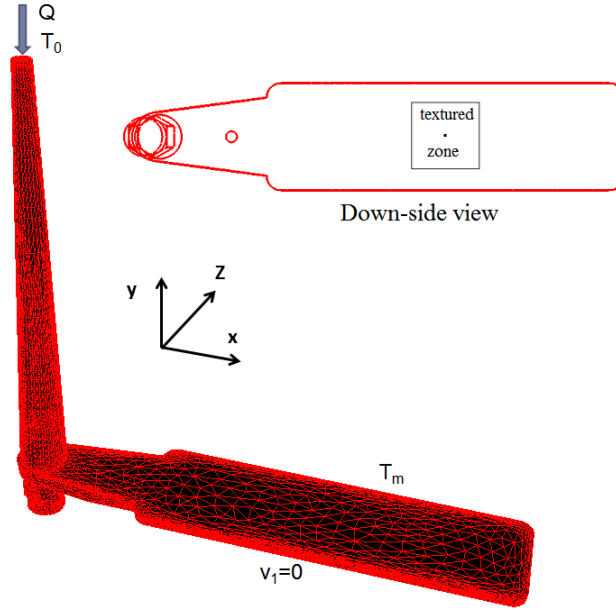 Q
T₀
textured
zone
Down-side view
y
z
x
Tₘ
v₁=0